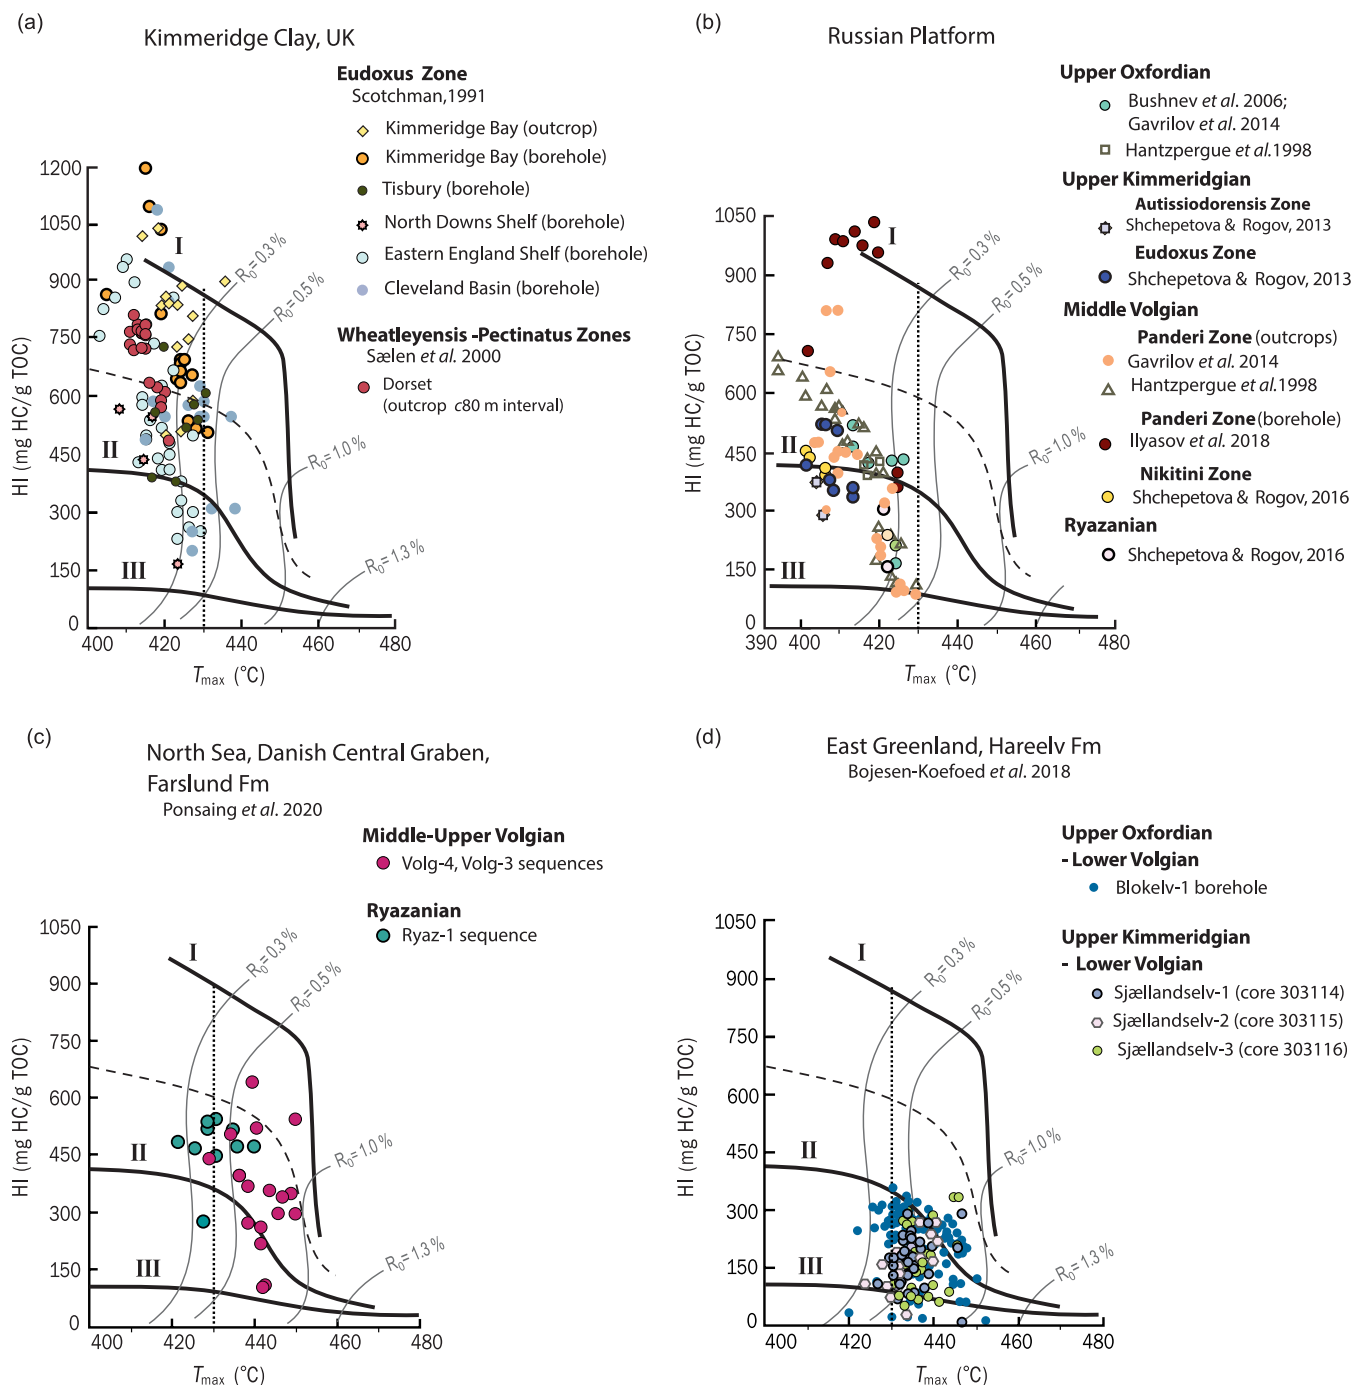 (a)
Kimmeridge Clay, UK
Eudoxus Zone
Scotchman,1991
Kimmeridge Bay (outcrop)
Kimmeridge Bay (borehole)
Tisbury (borehole)
North Downs Shelf (borehole)
Eastern England Shelf (borehole)
Cleveland Basin (borehole)
Wheatleyensis -Pectinatus Zones
Sælen et al. 2000
Dorset
(outcrop c80 m interval)
HI (mg HC/g TOC)
1200
1050
900
750
600
450
300
150
0
I
II
III
R0= 0.3 %
R0= 0.5 %
R0= 1.0 %
R0= 1.3 %
400
420
440
460
480
Tmax (°C)
(b)
Russian Platform
Upper Oxfordian
Bushnev et al. 2006;
Gavrilov et al. 2014
Hantzpergue et al.1998
Upper Kimmeridgian
Autissiodorensis Zone
Shchepetova & Rogov, 2013
Eudoxus Zone
Shchepetova & Rogov, 2013
Middle Volgian
Panderi Zone (outcrops)
Gavrilov et al. 2014
Hantzpergue et al.1998
Panderi Zone (borehole)
Ilyasov et al. 2018
Nikitini Zone
Shchepetova & Rogov, 2016
Ryazanian
Shchepetova & Rogov, 2016
HI (mg HC/g TOC)
1050
900
750
600
450
300
150
0
I
II
III
R0= 0.3 %
R0= 0.5 %
R0= 1.0 %
390
400
420
440
460
480
Tmax (°C)
(c)
North Sea, Danish Central Graben,
Farslund Fm
Ponsaing et al. 2020
Middle-Upper Volgian
Volg-4, Volg-3 sequences
Ryazanian
Ryaz-1 sequence
HI (mg HC/g TOC)
1050
900
750
600
450
300
150
0
I
II
III
R0= 0.3 %
R0= 0.5 %
R0= 1.0 %
R0= 1.3 %
400
420
440
460
480
Tmax (°C)
(d)
East Greenland, Hareelv Fm
Bojesen-Koefoed et al. 2018
Upper Oxfordian
- Lower Volgian
Blokelv-1 borehole
Upper Kimmeridgian
- Lower Volgian
Sjællandselv-1 (core 303114)
Sjællandselv-2 (core 303115)
Sjællandselv-3 (core 303116)
HI (mg HC/g TOC)
1050
900
750
600
450
300
150
0
I
II
III
R0= 0.3 %
R0= 0.5 %
R0= 1.0 %
R0= 1.3 %
400
420
440
460
480
Tmax (°C)